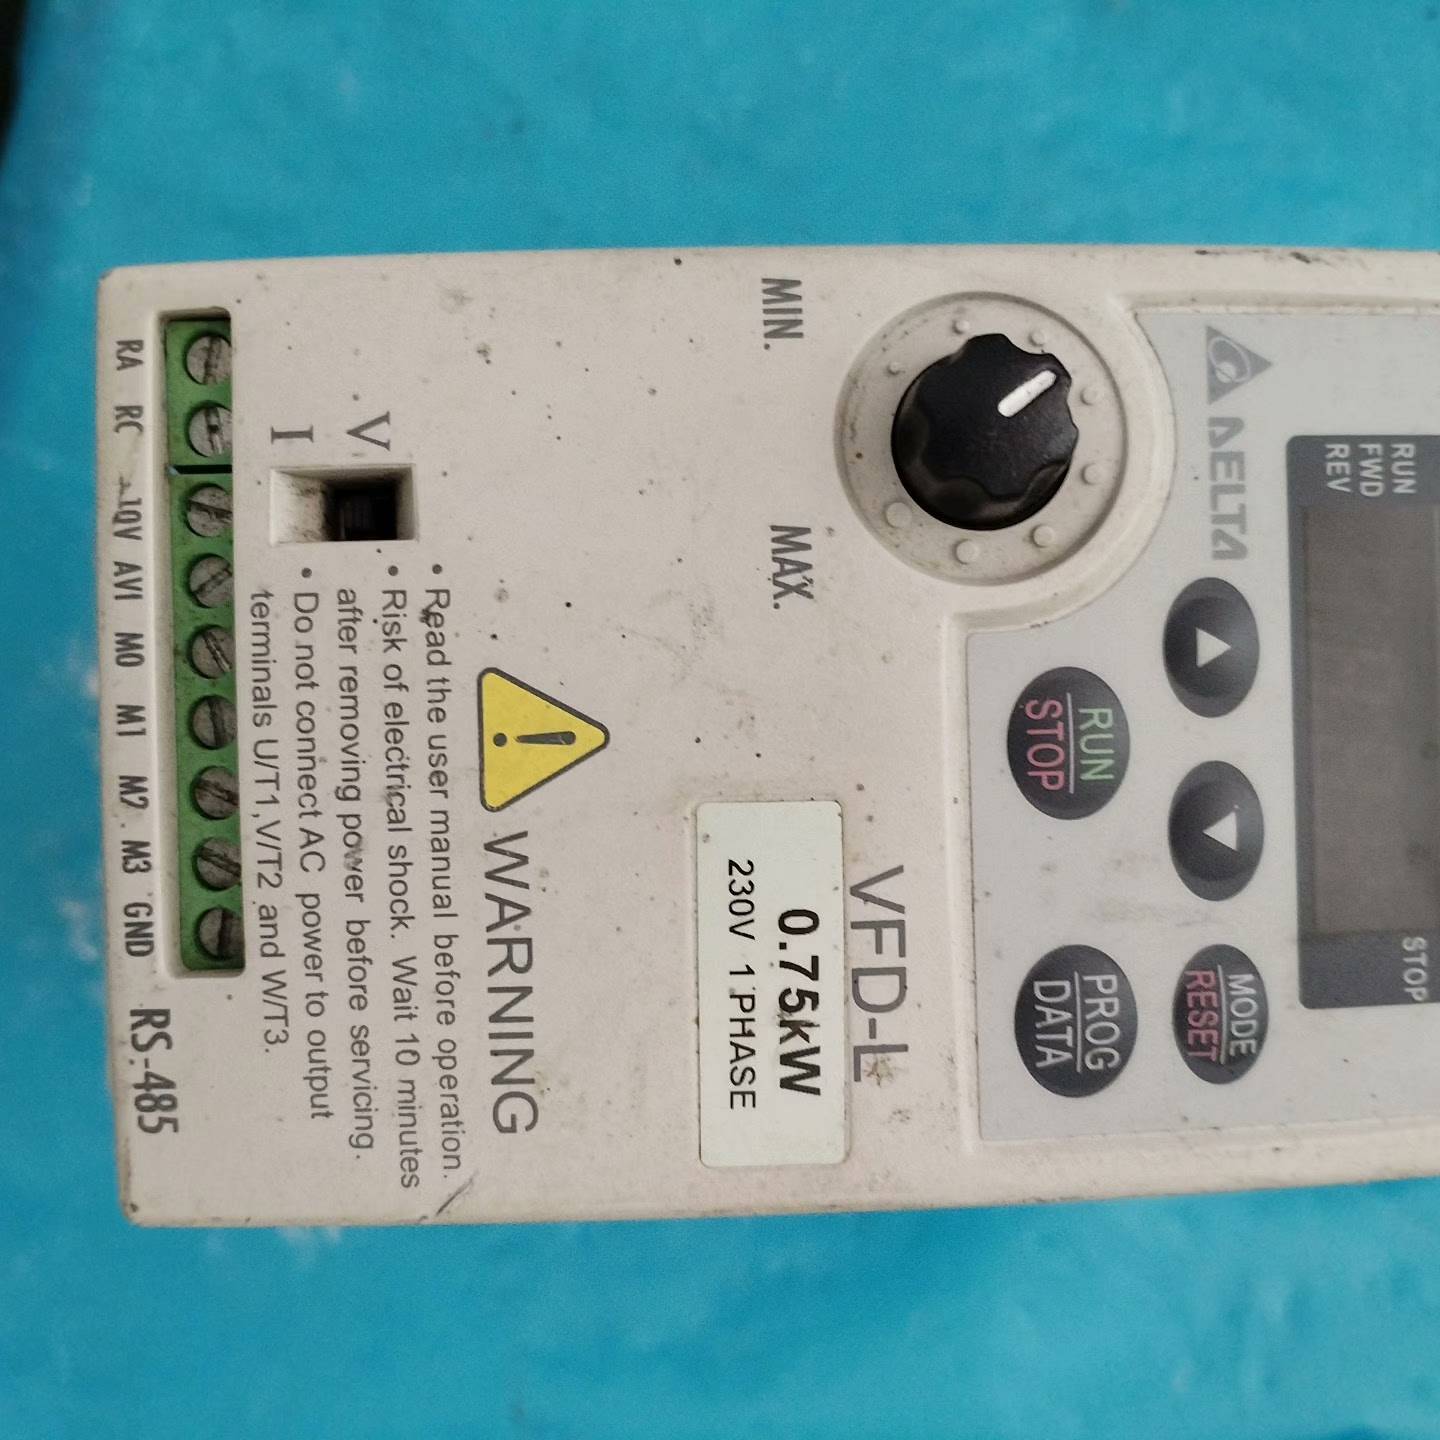 DELTA
RUN
FWD
REV
STOP
MODE
RESET
RUN
STOP
PROG
DATA
MIN.
MAX.
VFD-L
0.75kW
230V 1 PHASE
WARNING
• Read the user manual before operation.
• Risk of electrical shock. Wait 10 minutes
after removing power before servicing.
• Do not connect AC power to output
terminals U/T1,V/T2 and W/T3.
V
I
RA RC 10V AVI M0 M1 M2 M3 GND
RS-485